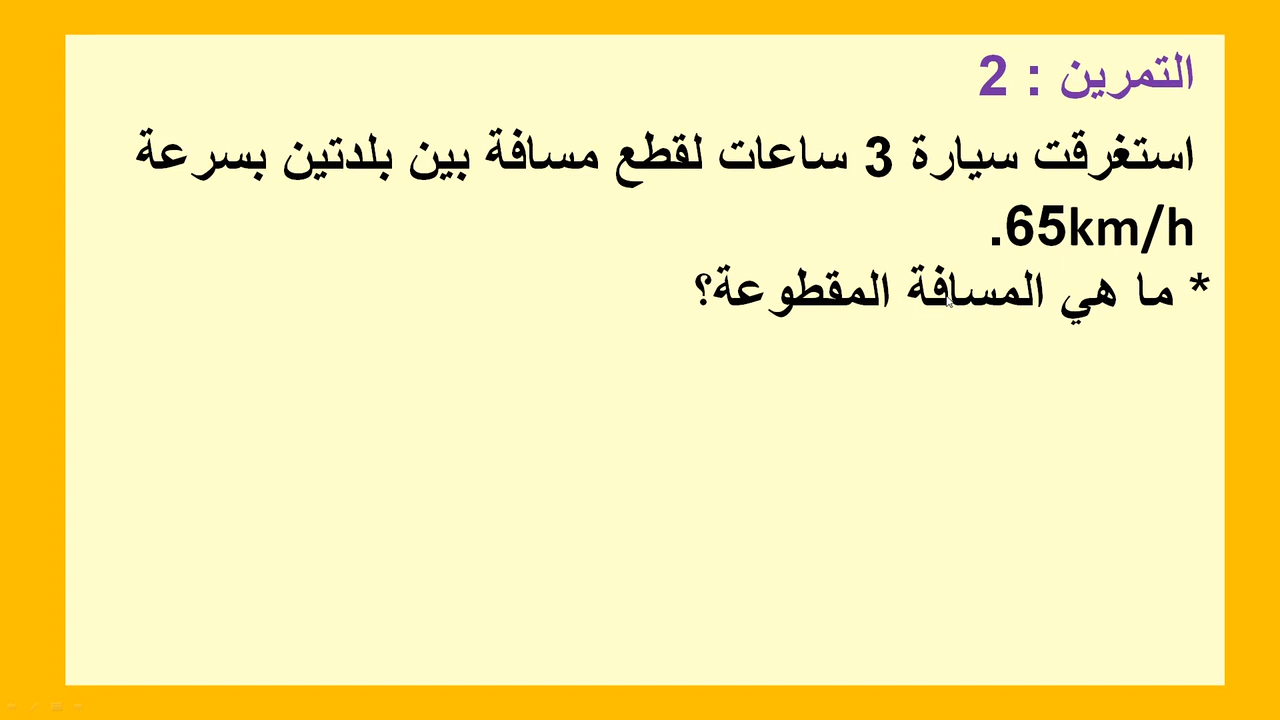 التمرين : 2
استغرقت سيارة 3 ساعات لقطع مسافة بين بلدتين بسرعة
65km/h.
* ما هي المسافة المقطوعة؟